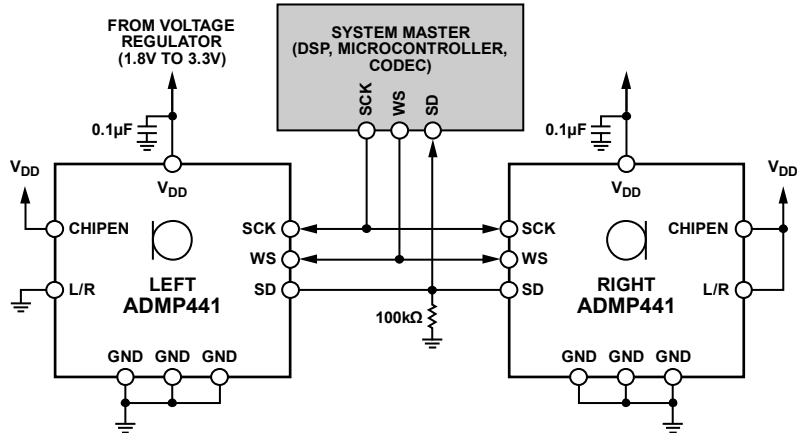 FROM VOLTAGE
REGULATOR
(1.8V TO 3.3V)
SYSTEM MASTER
(DSP, MICROCONTROLLER,
CODEC)
SCK
WS
SD
0.1µF
0.1µF
VDD
VDD
VDD
VDD
CHIPEN
SCK
SCK
CHIPEN
WS
WS
L/R
LEFT
ADMP441
SD
SD
RIGHT
ADMP441
L/R
100kΩ
GND GND GND
GND GND GND